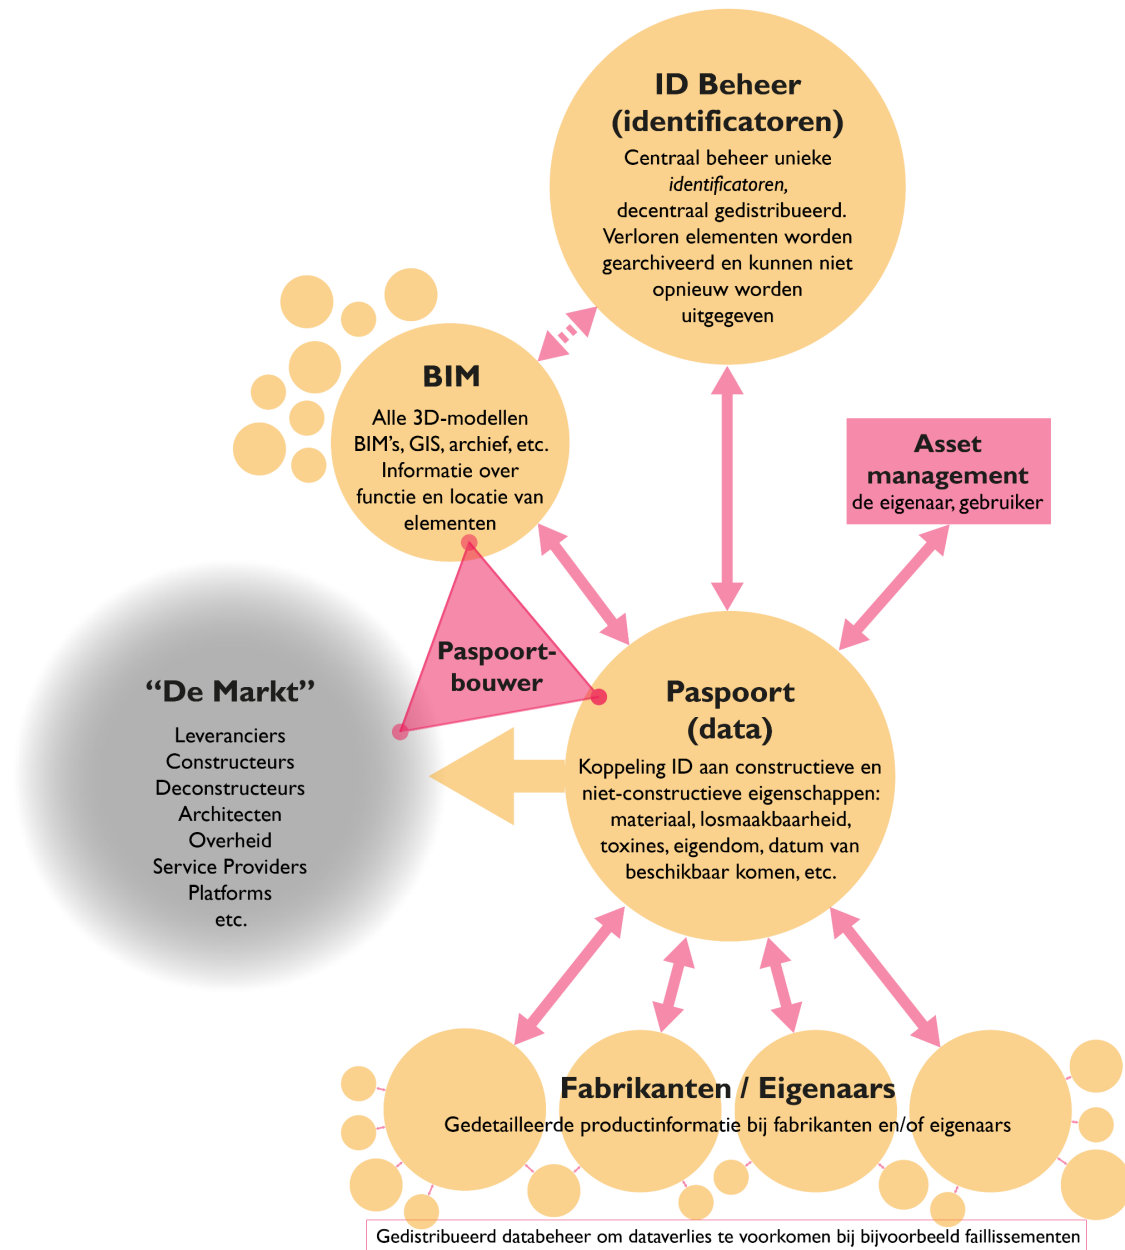 ID Beheer
(identificatoren)
Centraal beheer unieke
identificatoren,
decentraal gedistribueerd.
Verloren elementen worden
gearchiveerd en kunnen niet
opnieuw worden
uitgegeven
BIM
Alle 3D-modellen
BIM's, GIS, archief, etc.
Informatie over
functie en locatie van
elementen
Asset
management
de eigenaar, gebruiker
Paspoort-
bouwer
“De Markt”
Leveranciers
Constructeurs
Deconstructeurs
Architecten
Overheid
Service Providers
Platforms
etc.
Paspoort
(data)
Koppeling ID aan constructieve en
niet-constructieve eigenschappen:
materiaal, losmaakbaarheid,
toxines, eigendom, datum van
beschikbaar komen, etc.
Fabrikanten / Eigenaars
Gedetailleerde productinformatie bij fabrikanten en/of eigenaars
Gedistribueerd databeheer om dataverlies te voorkomen bij bijvoorbeeld faillissementen